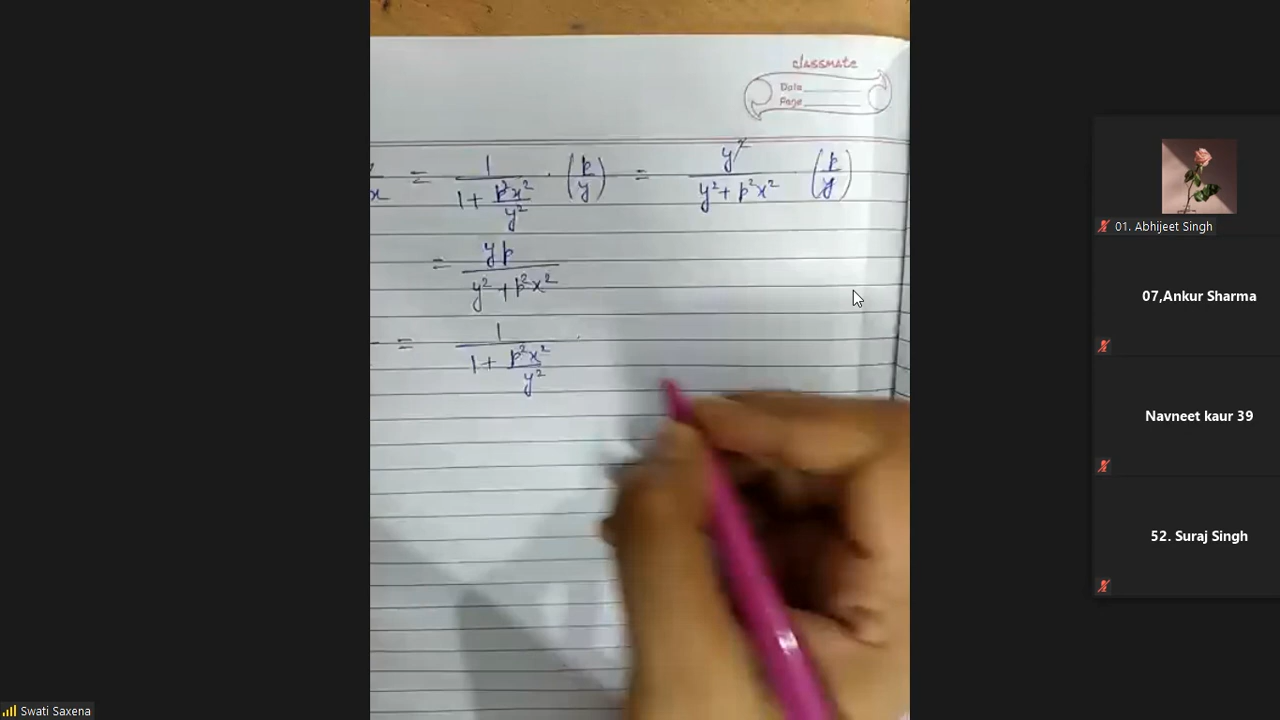 classmate
Date
Page
x = 1 / (1 + p²x²/y²) · (p/y) = y² / (y² + p²x²) (p/y)
= yp / (y² + p²x²)
= 1 / (1 + p²x²/y²) ·
01. Abhijeet Singh
07,Ankur Sharma
Navneet kaur 39
52. Suraj Singh
Swati Saxena